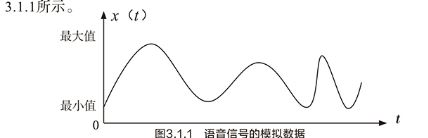 3.1.1所示。
x（t）
最大值
最小值
0
t
图3.1.1 语音信号的模拟数据